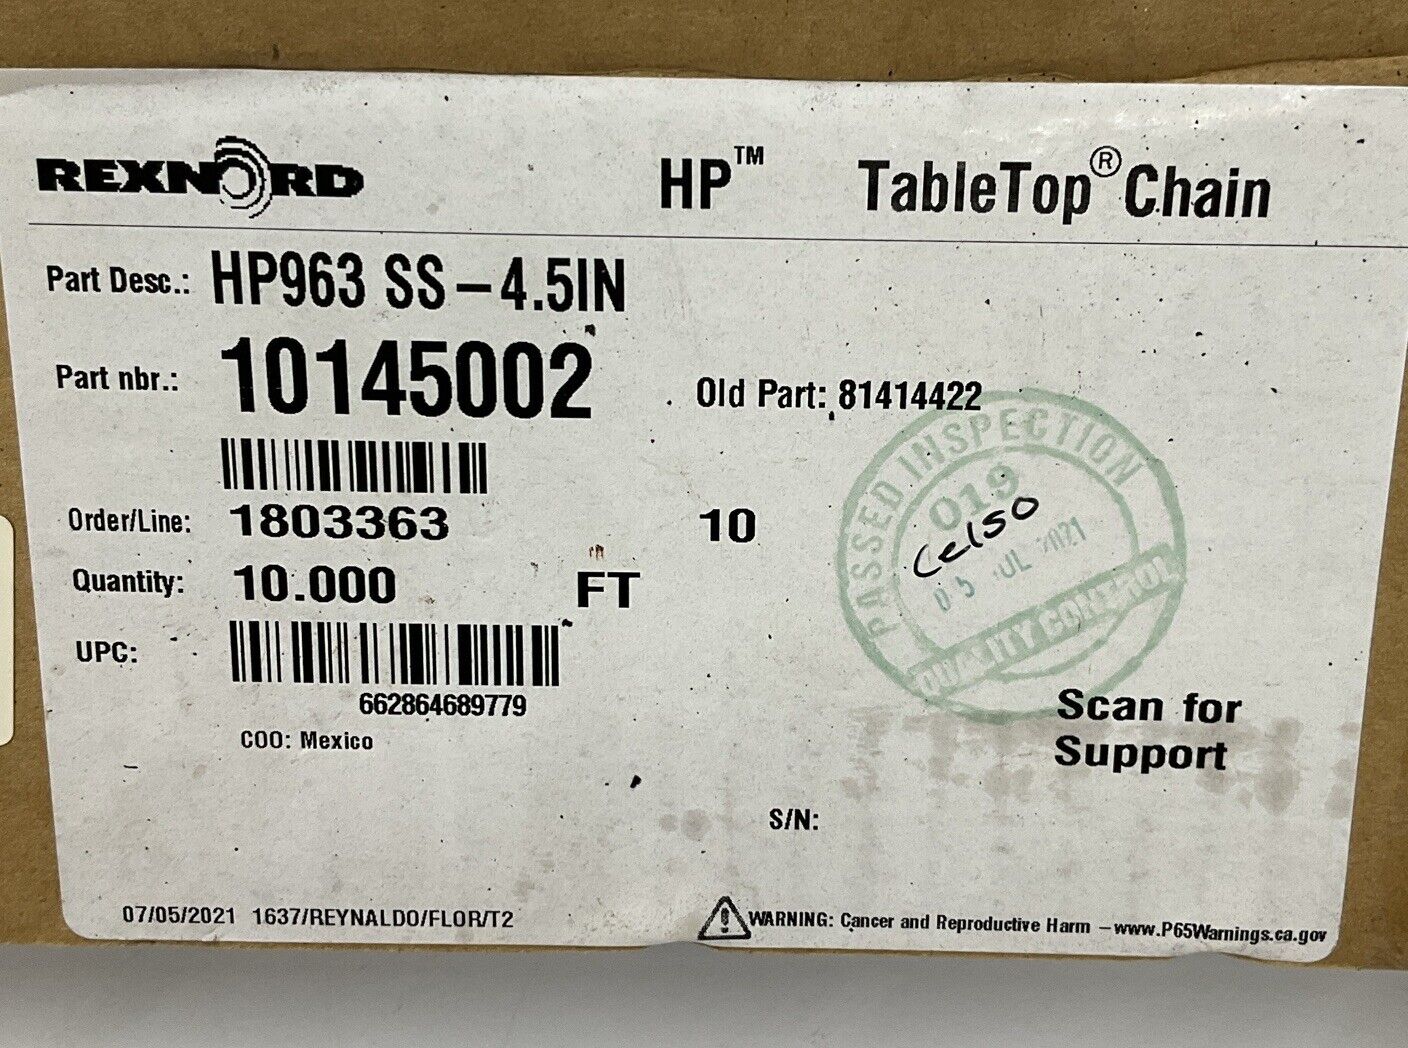 REXNORD HP™ TableTop® Chain
Part Desc.: HP963 SS-4.5IN
Part nbr.: 10145002 Old Part: 81414422
Order/Line: 1803363 10
Quantity: 10.000 FT
UPC:
662864689779
COO: Mexico
PASSED INSPECTION
019
Celso
05 JUL 2021
QUALITY CONTROL
Scan for
Support
S/N:
07/05/2021 1637/REYNALDO/FLOR/T2
WARNING: Cancer and Reproductive Harm -www.P65Warnings.ca.gov